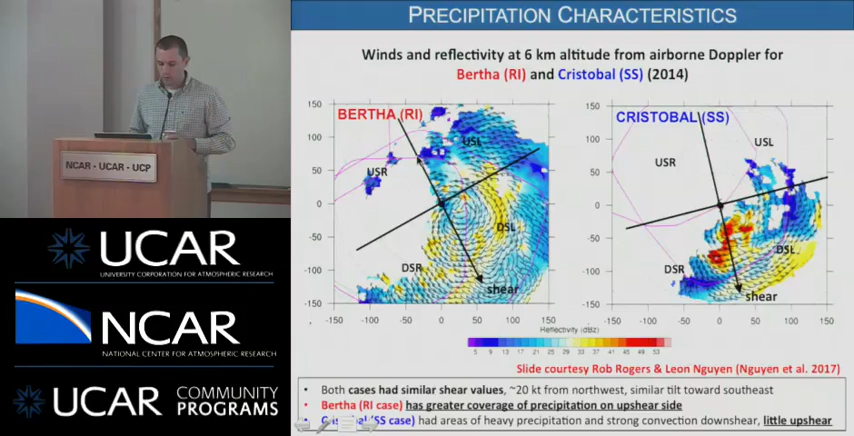 PRECIPITATION CHARACTERISTICS
Winds and reflectivity at 6 km altitude from airborne Doppler for
Bertha (RI) and Cristobal (SS) (2014)
BERTHA (RI)
150
100
50
0
-50
-100
-150
USL
USR
DSL
DSR
shear
-150 -100 -50 0 50 100 150
CRISTOBAL (SS)
150
100
50
0
-50
-100
-150
USL
USR
DSL
DSR
shear
-150 -100 -50 0 50 100 150
Reflectivity (dBZ)
5 9 13 17 21 25 29 33 37 41 45 49 53
Slide courtesy Rob Rogers & Leon Nguyen (Nguyen et al. 2017)
• Both cases had similar shear values, ~20 kt from northwest, similar tilt toward southeast
• Bertha (RI case) has greater coverage of precipitation on upshear side
• Cristobal (SS case) had areas of heavy precipitation and strong convection downshear, little upshear
NCAR • UCAR • UCP
UCAR
UNIVERSITY CORPORATION FOR ATMOSPHERIC RESEARCH
NCAR
NATIONAL CENTER FOR ATMOSPHERIC RESEARCH
UCAR COMMUNITY
PROGRAMS